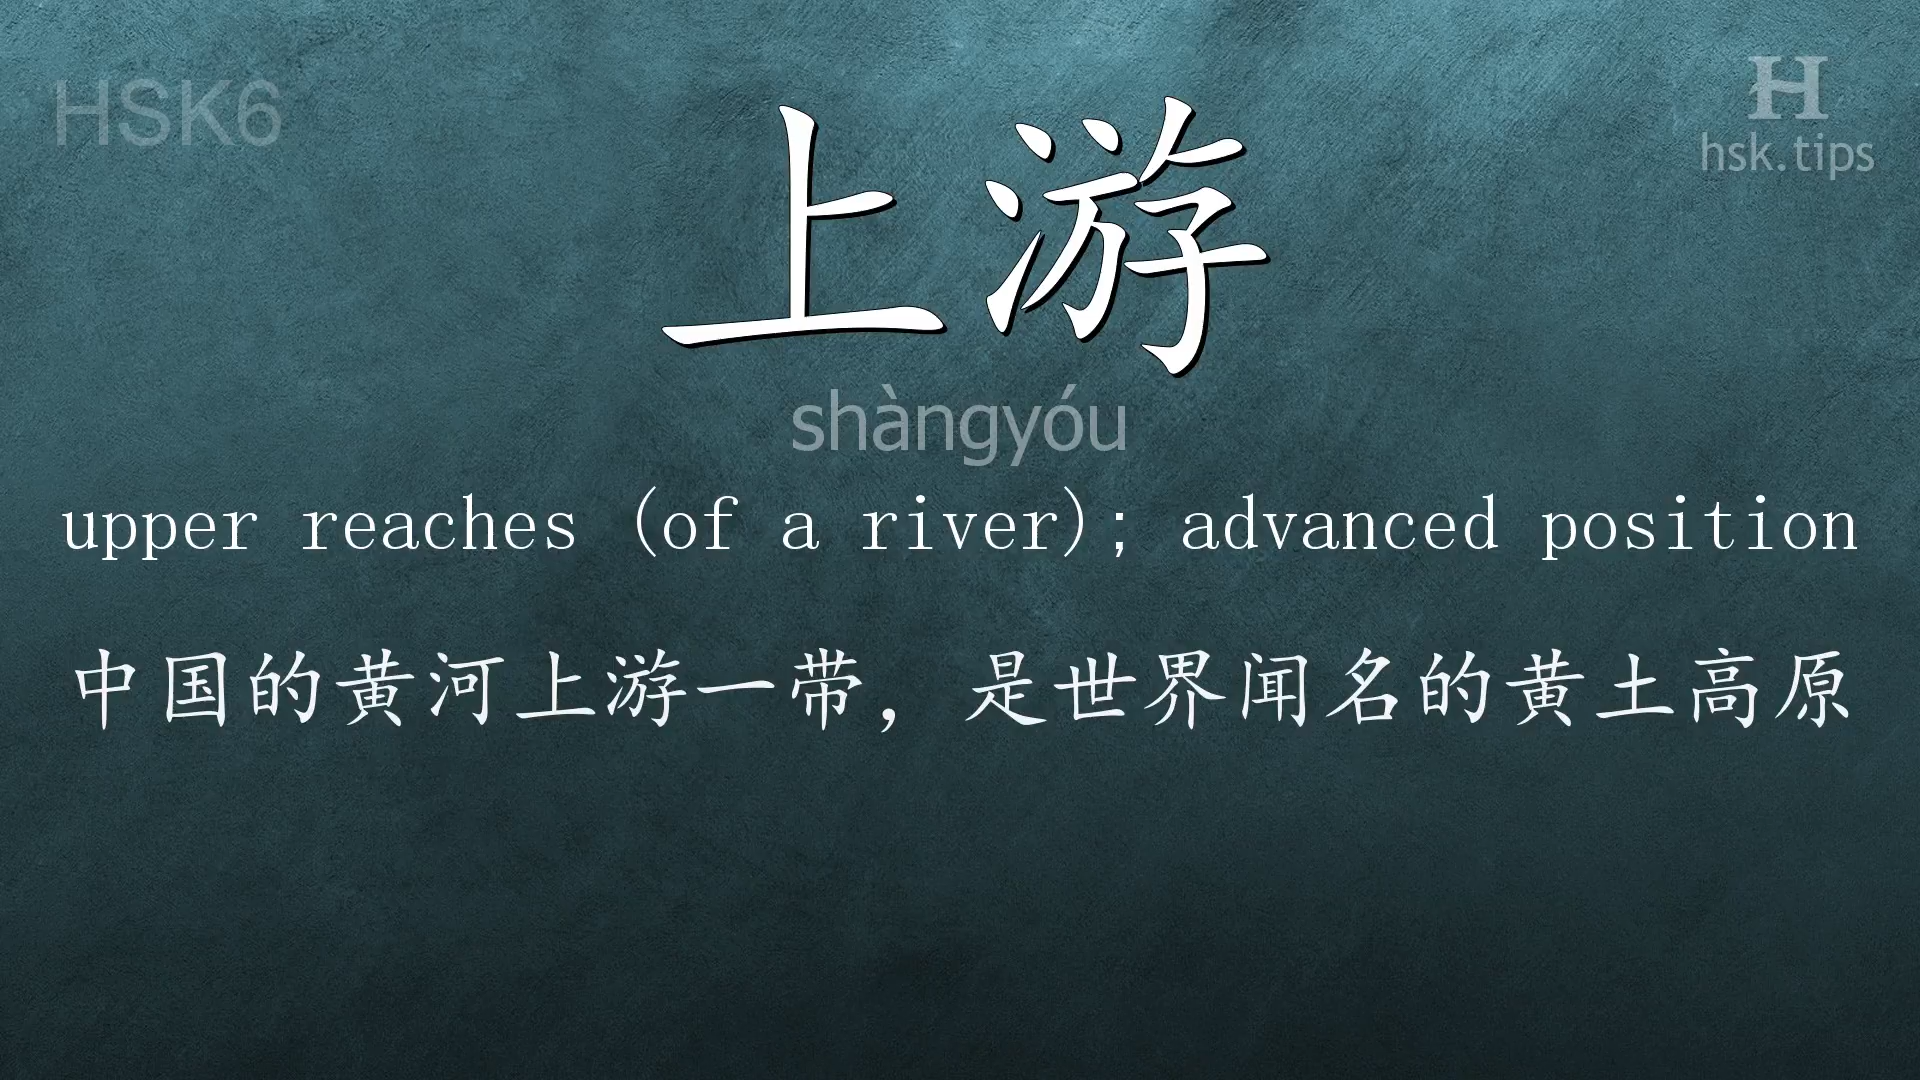 HSK6
H
hsk.tips
上游
shàngyóu
upper reaches (of a river); advanced position
中国的黄河上游一带，是世界闻名的黄土高原